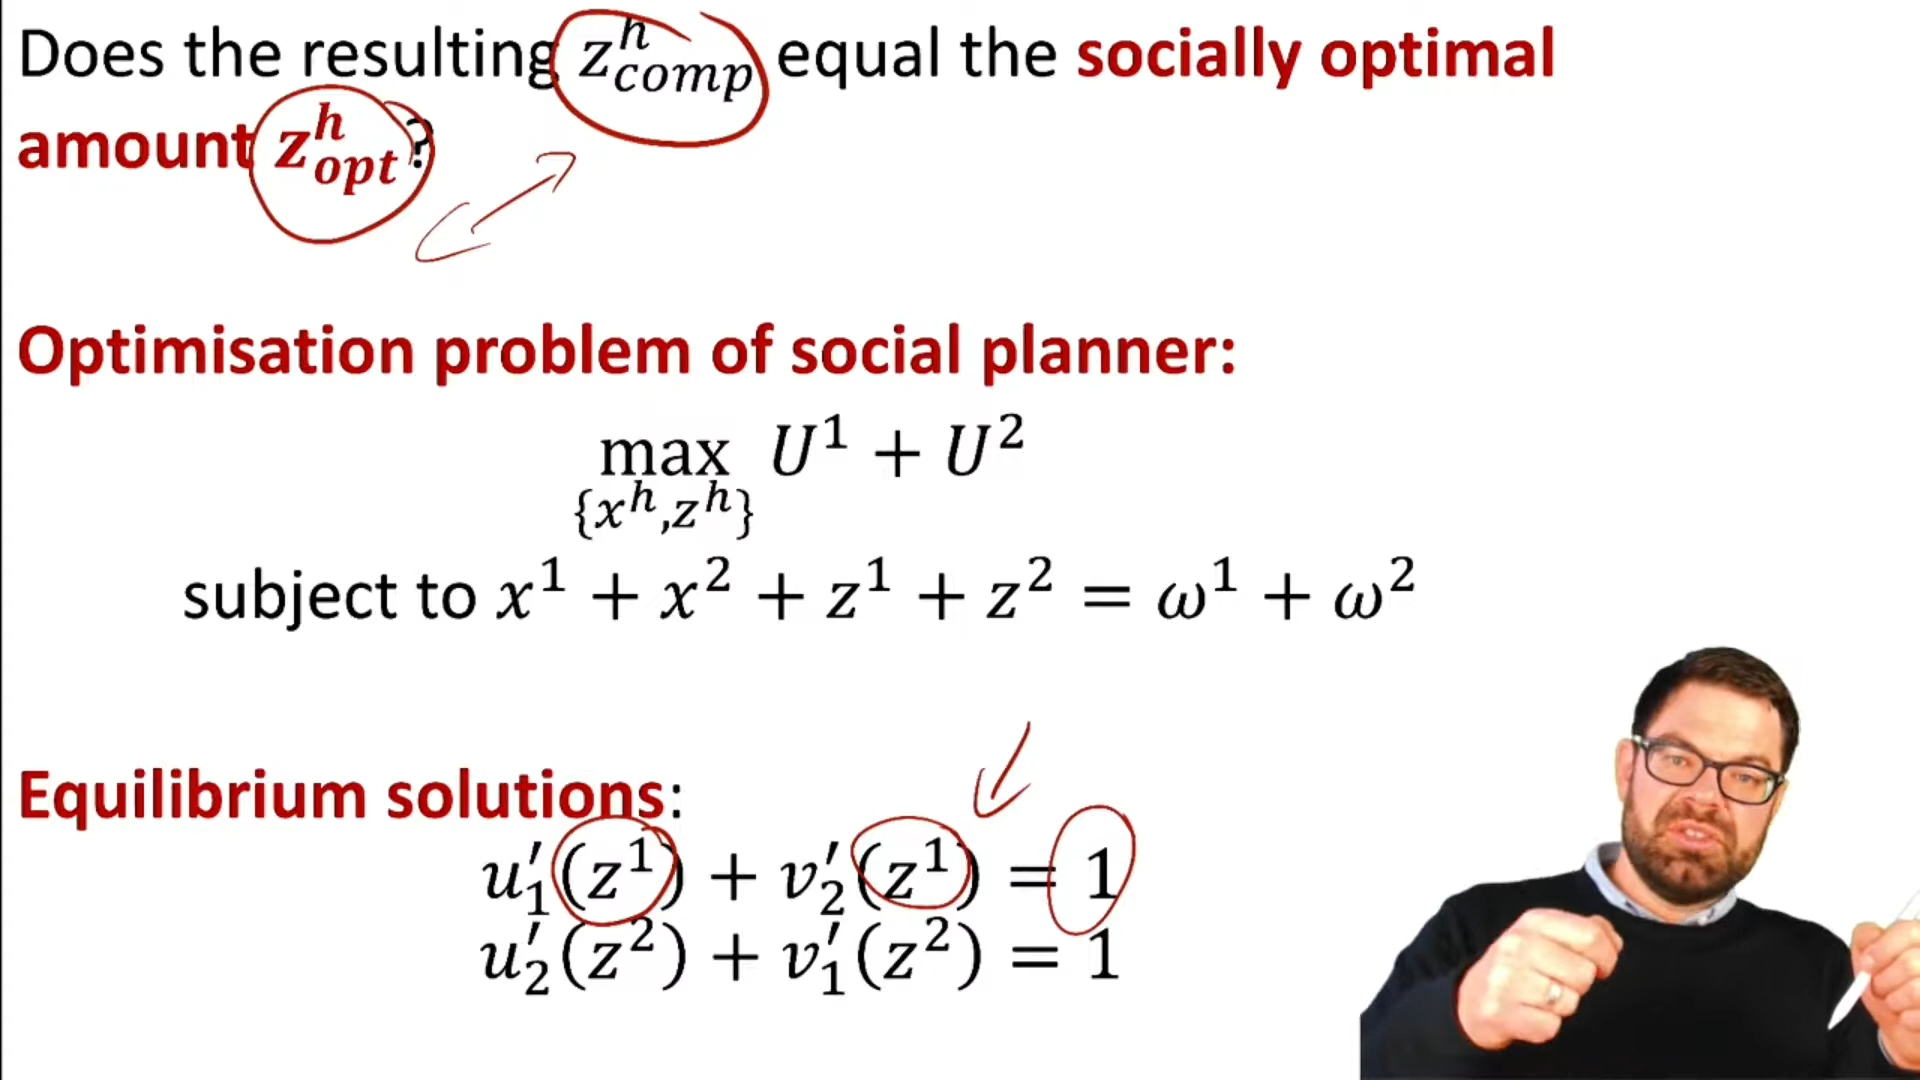 Does the resulting z^h_comp equal the socially optimal
amount z^h_opt?
Optimisation problem of social planner:
max U^1 + U^2
{x^h,z^h}
subject to x^1 + x^2 + z^1 + z^2 = ω^1 + ω^2
Equilibrium solutions:
u′_1(z^1) + v′_2(z^1) = 1
u′_2(z^2) + v′_1(z^2) = 1